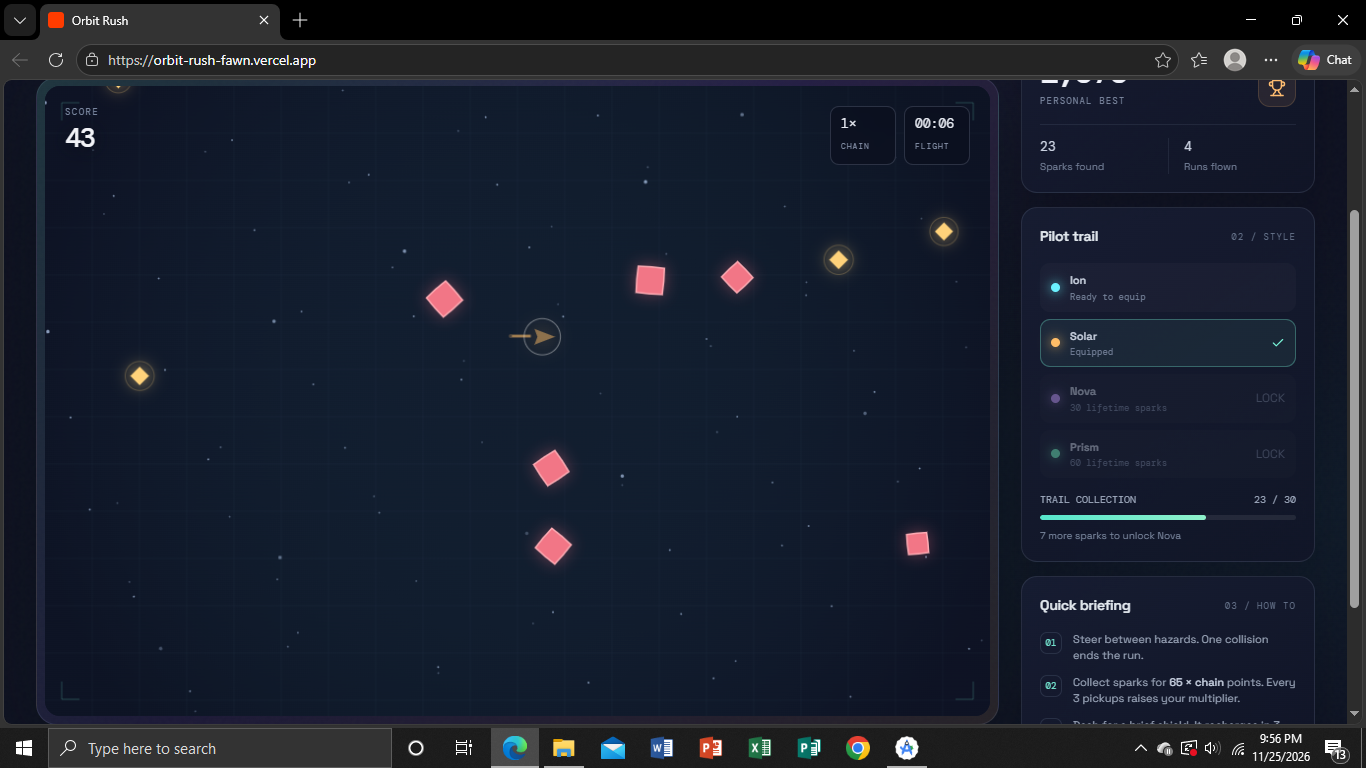 Orbit Rush
https://orbit-rush-fawn.vercel.app
Chat
SCORE
43
1×
CHAIN
00:06
FLIGHT
PERSONAL BEST
23
Sparks found
4
Runs flown
Pilot trail
02 / STYLE
Ion
Ready to equip
Solar
Equipped
Nova
30 lifetime sparks
LOCK
Prism
60 lifetime sparks
LOCK
TRAIL COLLECTION
23 / 30
7 more sparks to unlock Nova
Quick briefing
03 / HOW TO
01
Steer between hazards. One collision
ends the run.
02
Collect sparks for 65 × chain points. Every
3 pickups raises your multiplier.
Type here to search
9:56 PM
11/25/2026
13